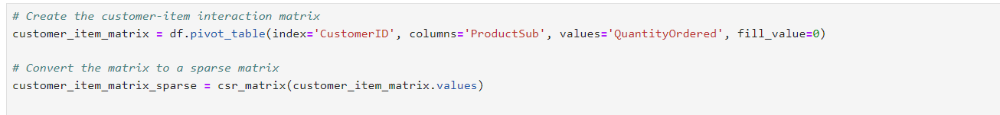 # Create the customer-item interaction matrix
customer_item_matrix = df.pivot_table(index='CustomerID', columns='ProductSub', values='QuantityOrdered', fill_value=0)
# Convert the matrix to a sparse matrix
customer_item_matrix_sparse = csr_matrix(customer_item_matrix.values)